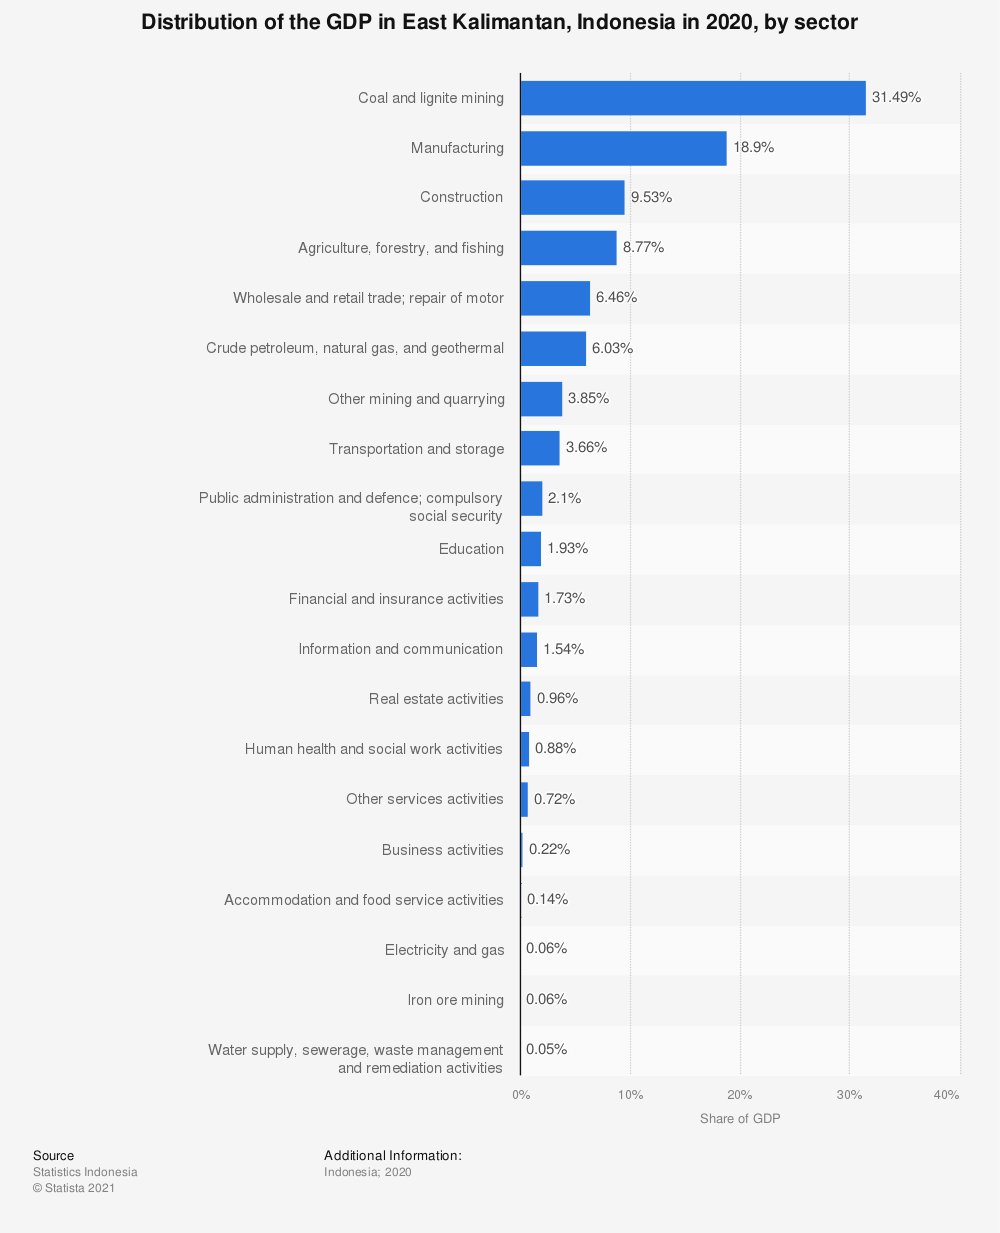 Distribution of the GDP in East Kalimantan, Indonesia in 2020, by sector
Coal and lignite mining 31.49%
Manufacturing 18.9%
Construction 9.53%
Agriculture, forestry, and fishing 8.77%
Wholesale and retail trade; repair of motor 6.46%
Crude petroleum, natural gas, and geothermal 6.03%
Other mining and quarrying 3.85%
Transportation and storage 3.66%
Public administration and defence; compulsory
social security 2.1%
Education 1.93%
Financial and insurance activities 1.73%
Information and communication 1.54%
Real estate activities 0.96%
Human health and social work activities 0.88%
Other services activities 0.72%
Business activities 0.22%
Accommodation and food service activities 0.14%
Electricity and gas 0.06%
Iron ore mining 0.06%
Water supply, sewerage, waste management
and remediation activities 0.05%
0% 10% 20% 30% 40%
Share of GDP
Source
Statistics Indonesia
© Statista 2021
Additional Information:
Indonesia; 2020